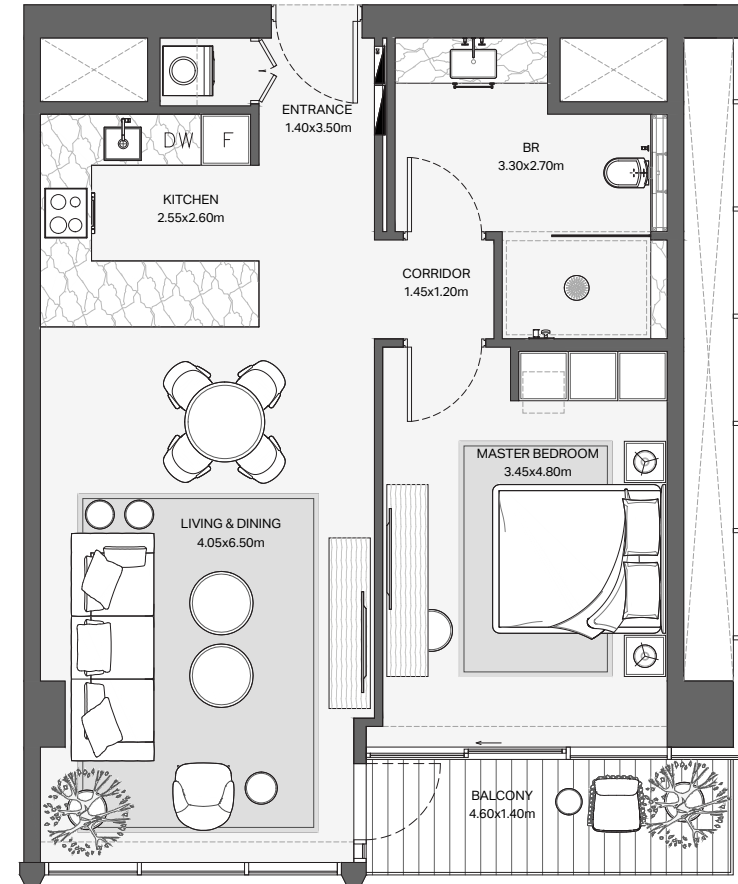 ENTRANCE
1.40x3.50m
DW
F
BR
3.30x2.70m
KITCHEN
2.55x2.60m
CORRIDOR
1.45x1.20m
MASTER BEDROOM
3.45x4.80m
LIVING & DINING
4.05x6.50m
BALCONY
4.60x1.40m